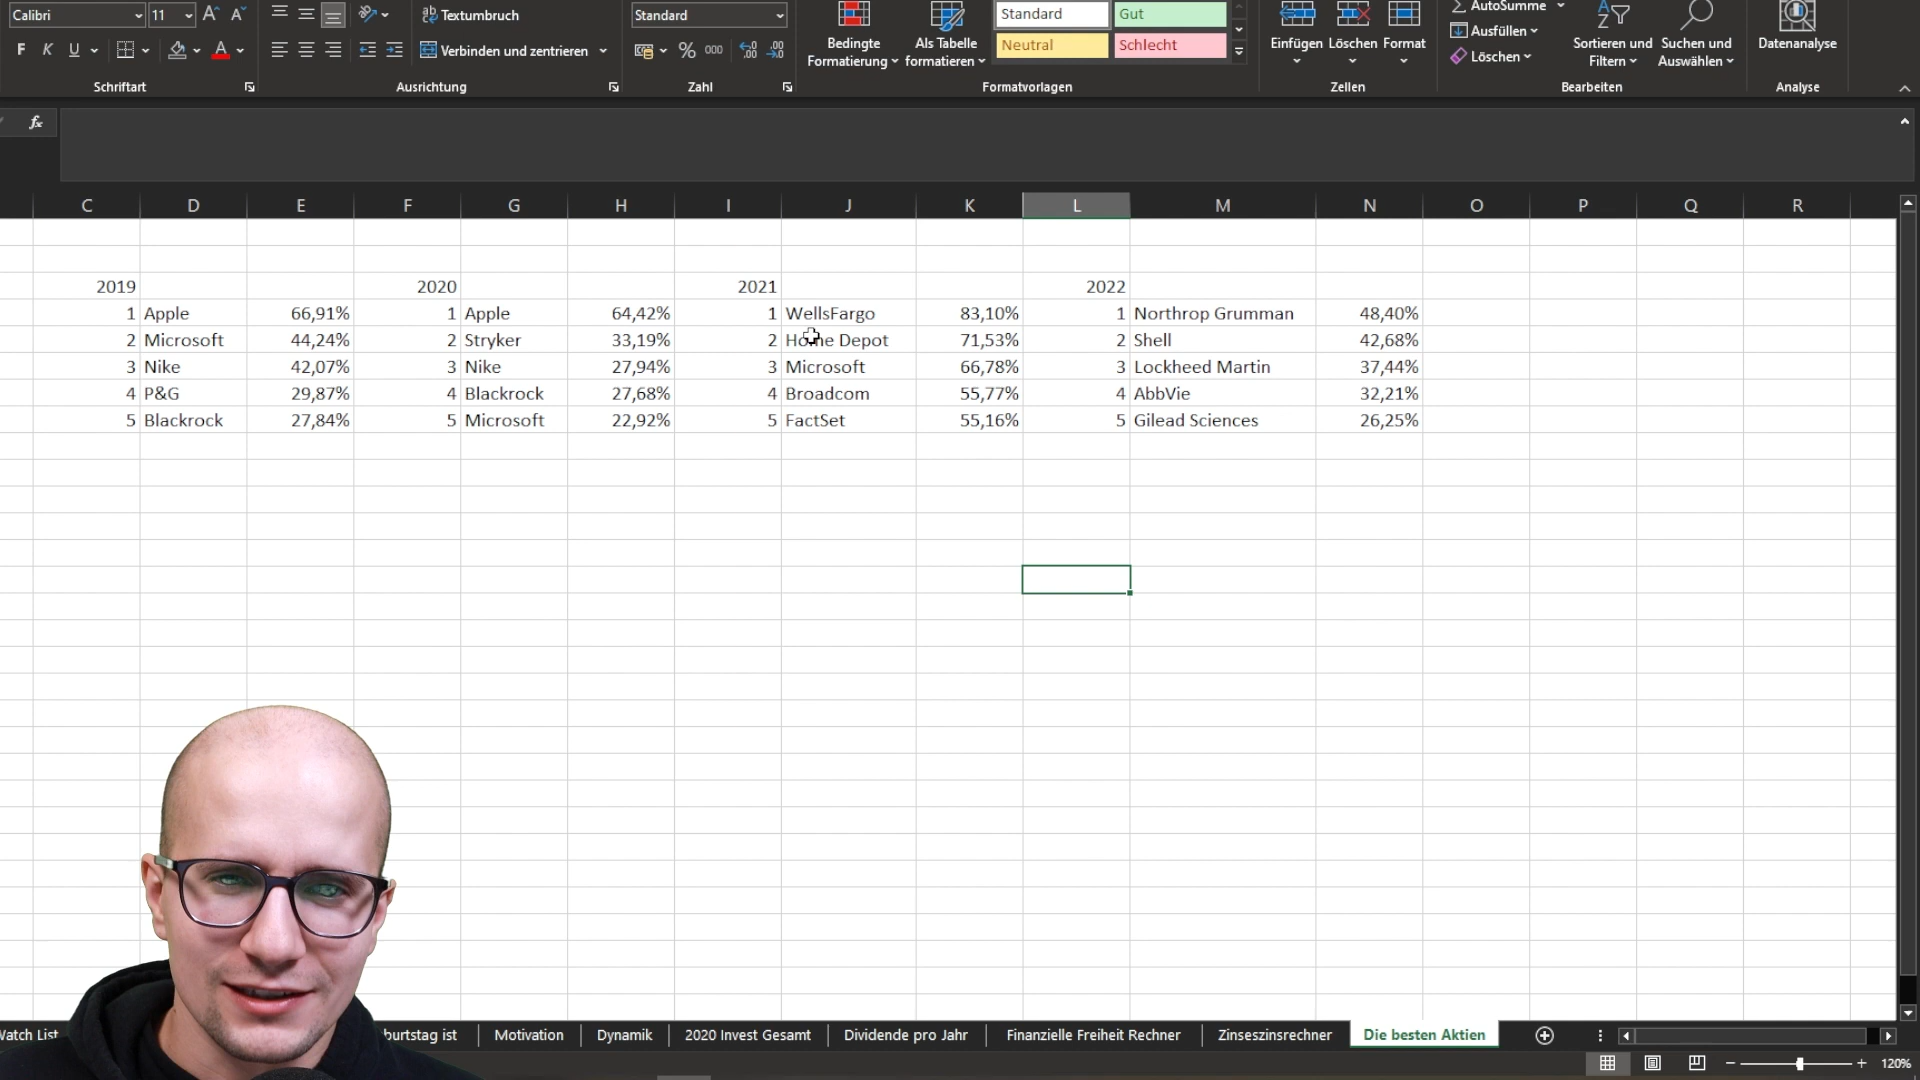 Calibri 11 A A Textumbruch Standard Standard Gut AutoSumme
F K U A Verbinden und zentrieren % 000 Bedingte Formatierung Als Tabelle formatieren Neutral Schlecht Einfügen Löschen Format Ausfüllen Löschen Sortieren und Filtern Suchen und Auswählen Datenanalyse
Schriftart Ausrichtung Zahl Formatvorlagen Zellen Bearbeiten Analyse
fx
C D E F G H I J K L M N O P Q R
2019 2020 2021 2022
1 Apple 66,91% 1 Apple 64,42% 1 WellsFargo 83,10% 1 Northrop Grumman 48,40%
2 Microsoft 44,24% 2 Stryker 33,19% 2 Home Depot 71,53% 2 Shell 42,68%
3 Nike 42,07% 3 Nike 27,94% 3 Microsoft 66,78% 3 Lockheed Martin 37,44%
4 P&G 29,87% 4 Blackrock 27,68% 4 Broadcom 55,77% 4 AbbVie 32,21%
5 Blackrock 27,84% 5 Microsoft 22,92% 5 FactSet 55,16% 5 Gilead Sciences 26,25%
Watch List burtstag ist Motivation Dynamik 2020 Invest Gesamt Dividende pro Jahr Finanzielle Freiheit Rechner Zinseszinsrechner Die besten Aktien
120%